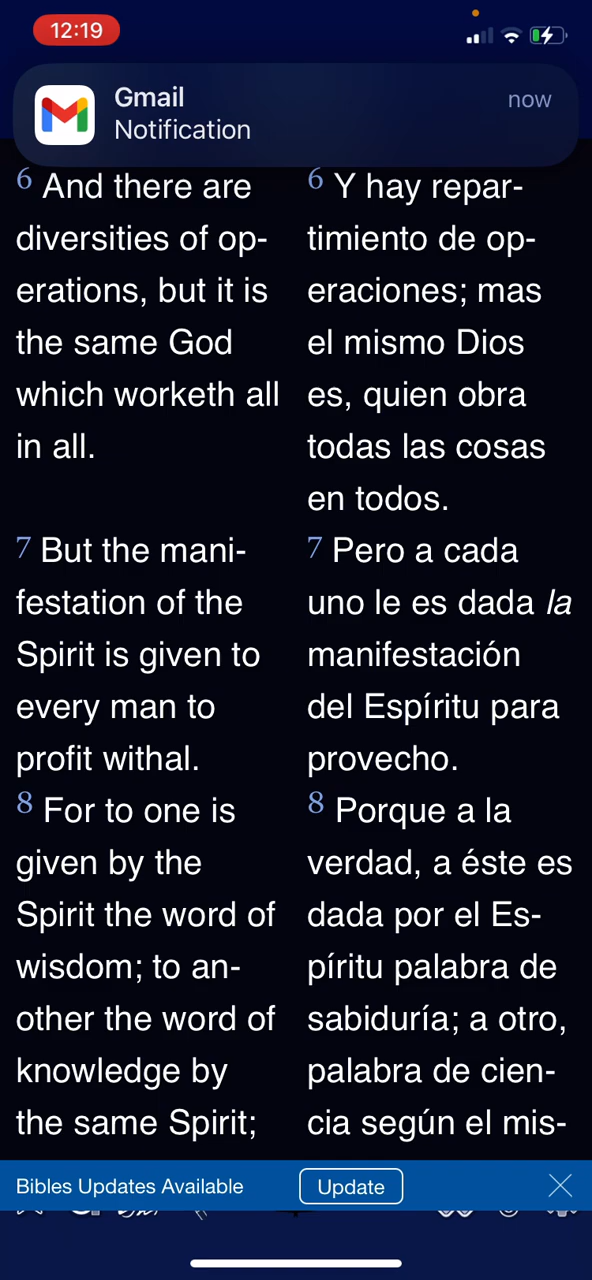 12:19
Gmail
now
Notification
6 And there are
diversities of op-
erations, but it is
the same God
which worketh all
in all.
7 But the mani-
festation of the
Spirit is given to
every man to
profit withal.
8 For to one is
given by the
Spirit the word of
wisdom; to an-
other the word of
knowledge by
the same Spirit;
6 Y hay repar-
timiento de op-
eraciones; mas
el mismo Dios
es, quien obra
todas las cosas
en todos.
7 Pero a cada
uno le es dada la
manifestación
del Espíritu para
provecho.
8 Porque a la
verdad, a éste es
dada por el Es-
píritu palabra de
sabiduría; a otro,
palabra de cien-
cia según el mis-
Bibles Updates Available
Update